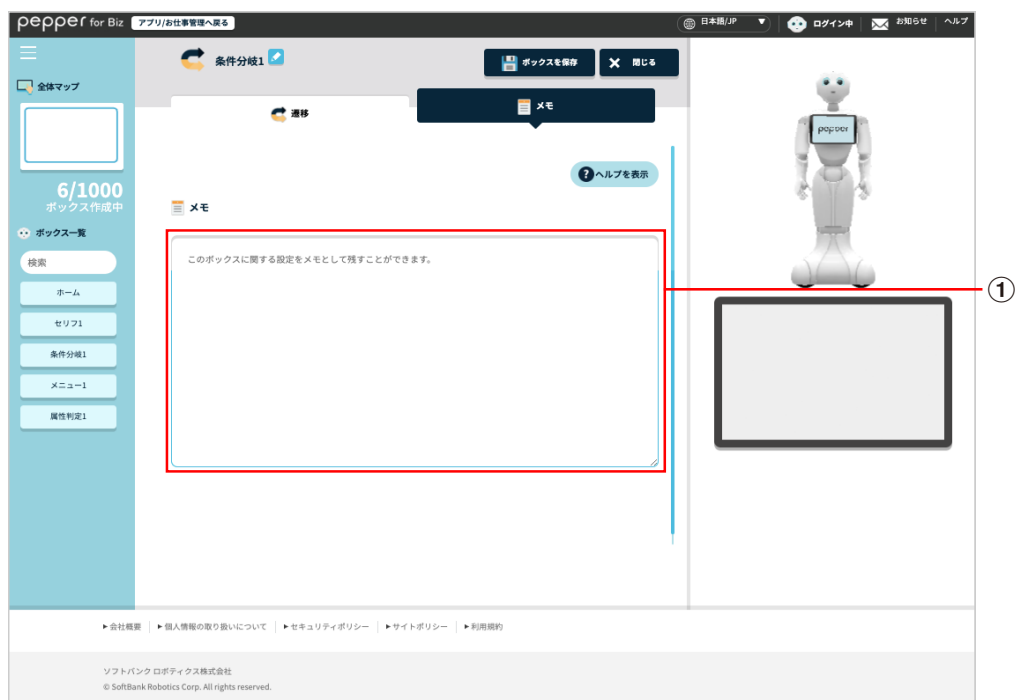 pepper for Biz
アプリ/お仕事管理へ戻る
日本語/JP ▼
ログイン中
お知らせ
ヘルプ
全体マップ
6/1000
ボックス作成中
ボックス一覧
検索
ホーム
セリフ1
条件分岐1
メニュー1
属性判定1
条件分岐1
ボックスを保存
× 閉じる
遷移
メモ
?ヘルプを表示
メモ
このボックスに関する設定をメモとして残すことができます。
①
pepper
▶会社概要 ▶個人情報の取り扱いについて ▶セキュリティポリシー ▶サイトポリシー ▶利用規約
ソフトバンク ロボティクス株式会社
© SoftBank Robotics Corp. All rights reserved.